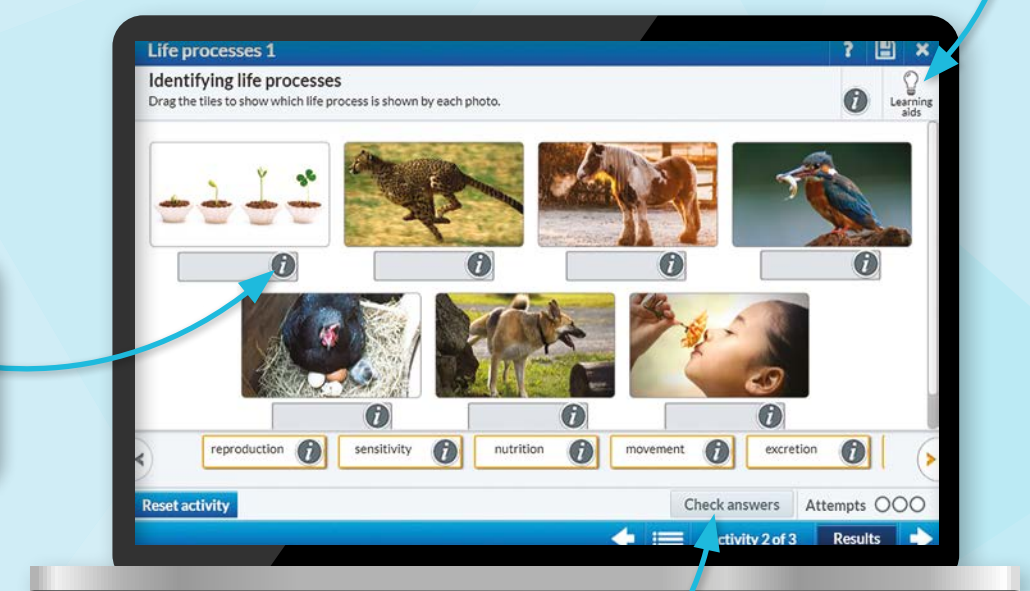 Life processes 1
?
Identifying life processes
Drag the tiles to show which life process is shown by each photo.
i
Learning
aids
i
i
i
i
i
i
i
reproduction i
sensitivity i
nutrition i
movement i
excretion i
Reset activity
Check answers
Attempts
Activity 2 of 3
Results